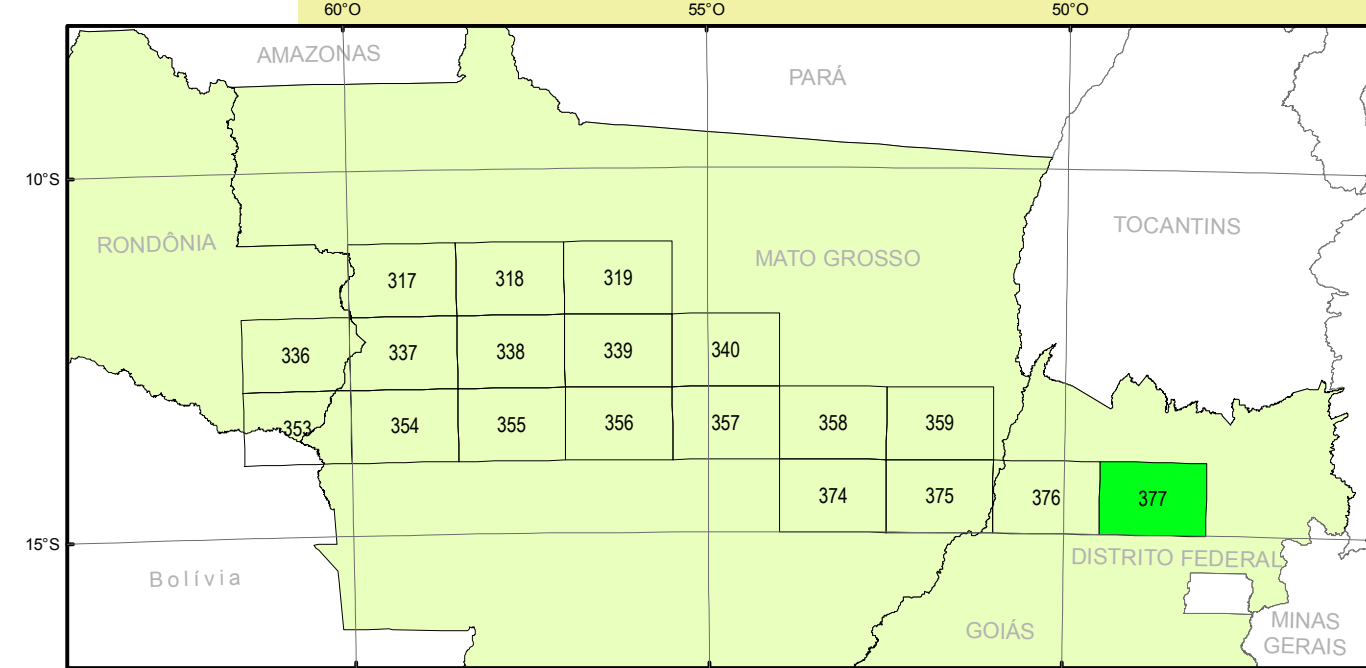 60°O 55°O 50°O
AMAZONAS
PARÁ
10°S
TOCANTINS
RONDÔNIA
MATO GROSSO
317 318 319
336 337 338 339 340
353 354 355 356 357 358 359
374 375 376 377
15°S
DISTRITO FEDERAL
Bolívia
MINAS
GERAIS
GOIÁS